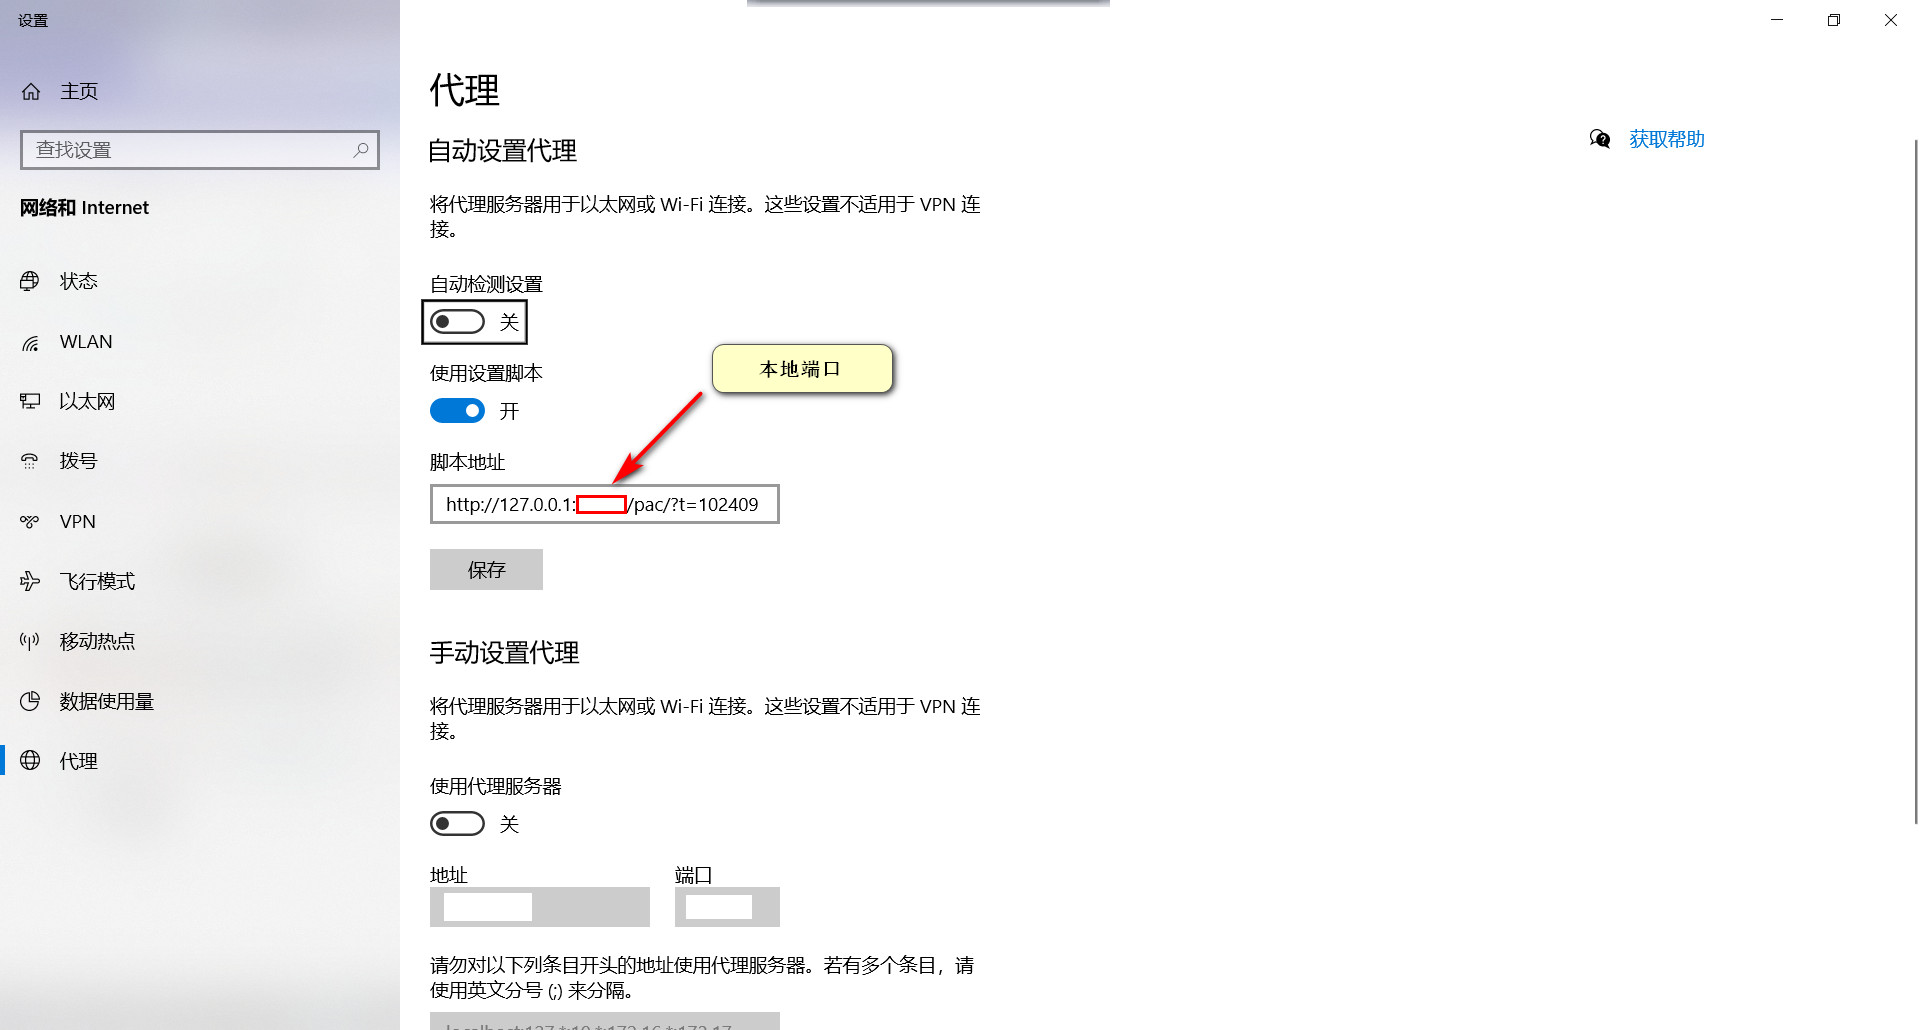 设置
主页
查找设置
网络和 Internet
状态
WLAN
以太网
拨号
VPN
飞行模式
移动热点
数据使用量
代理
代理
自动设置代理
将代理服务器用于以太网或 Wi-Fi 连接。这些设置不适用于 VPN 连
接。
自动检测设置
关
使用设置脚本
开
本地端口
脚本地址
http://127.0.0.1: /pac/?t=102409
保存
手动设置代理
将代理服务器用于以太网或 Wi-Fi 连接。这些设置不适用于 VPN 连
接。
使用代理服务器
关
地址
端口
请勿对以下列条目开头的地址使用代理服务器。若有多个条目，请
使用英文分号 (;) 来分隔。
获取帮助